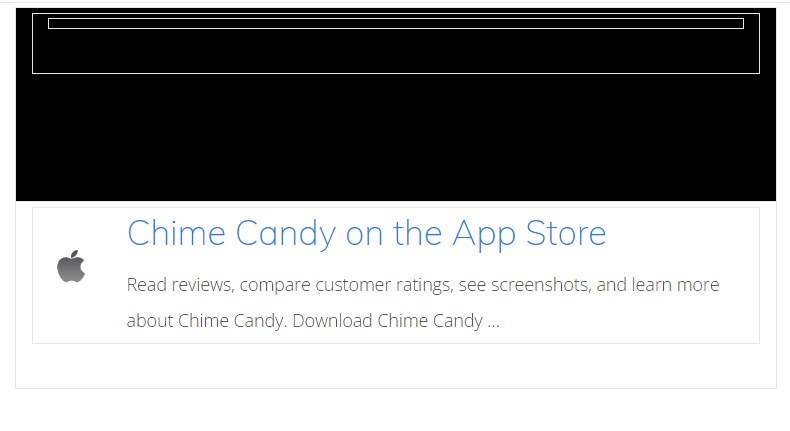 Chime Candy on the App Store
Read reviews, compare customer ratings, see screenshots, and learn more
about Chime Candy. Download Chime Candy ...